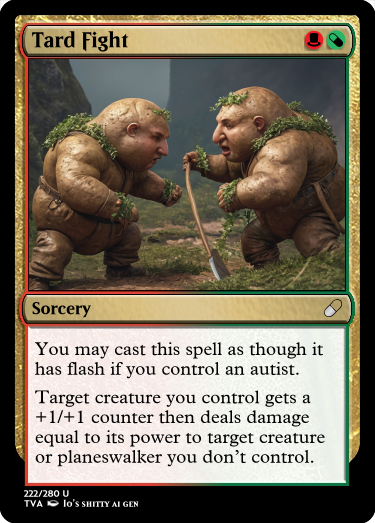 Tard Fight
Sorcery
You may cast this spell as though it
has flash if you control an autist.
Target creature you control gets a
+1/+1 counter then deals damage
equal to its power to target creature
or planeswalker you don't control.
222/280 U
TVA Io's shitty ai gen